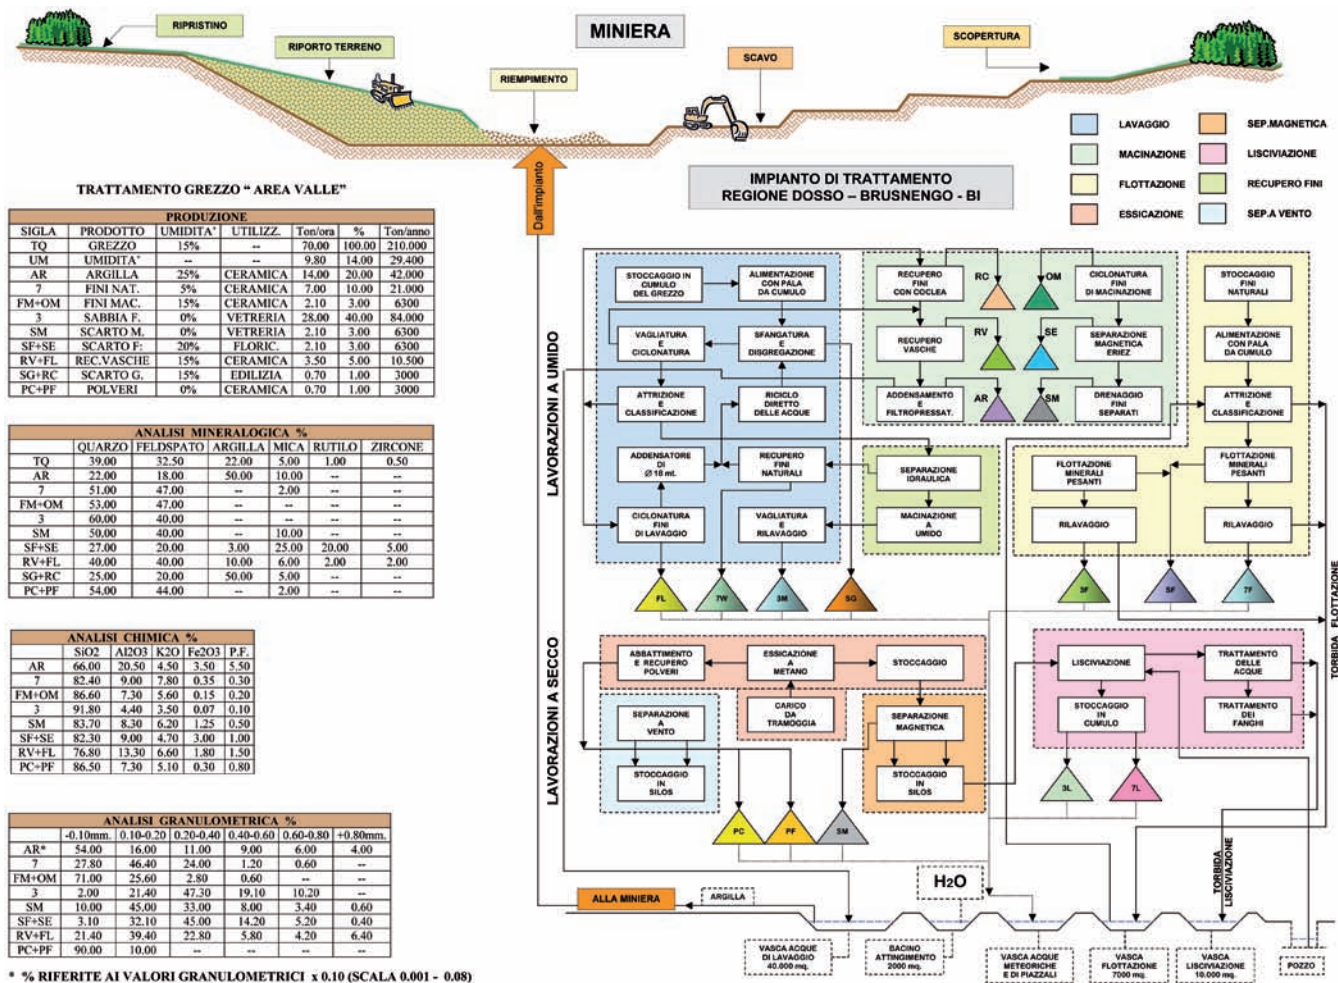 RIPRISTINO
RIPORTO TERRENO
RIEMPIMENTO
MINIERA
SCAVO
SCOPERTURA
LAVAGGIO
MACINAZIONE
FLOTTAZIONE
ESSICAZIONE
SEP.MAGNETICA
LISCIVIAZIONE
RECUPERO FINI
SEP.A VENTO
Dall'impianto
IMPIANTO DI TRATTAMENTO
REGIONE DOSSO – BRUSNENGO - BI
TRATTAMENTO GREZZO “ AREA VALLE”
PRODUZIONE
SIGLA PRODOTTO UMIDITA' UTILIZZ. Ton/ora % Ton/anno
TQ GREZZO 15% -- 70.00 100.00 210.000
UM UMIDITA' -- -- 9.80 14.00 29.400
AR ARGILLA 25% CERAMICA 14.00 20.00 42.000
7 FINI NAT. 5% CERAMICA 7.00 10.00 21.000
FM+OM FINI MAC. 15% CERAMICA 2.10 3.00 6300
3 SABBIA F. 0% VETRERIA 28.00 40.00 84.000
SM SCARTO M. 0% VETRERIA 2.10 3.00 6300
SF+SE SCARTO F: 20% FLORIC. 2.10 3.00 6300
RV+FL REC.VASCHE 15% CERAMICA 3.50 5.00 10.500
SG+RC SCARTO G. 15% EDILIZIA 0.70 1.00 3000
PC+PF POLVERI 0% CERAMICA 0.70 1.00 3000
ANALISI MINERALOGICA %
QUARZO FELDSPATO ARGILLA MICA RUTILO ZIRCONE
TQ 39.00 32.50 22.00 5.00 1.00 0.50
AR 22.00 18.00 50.00 10.00 -- --
7 51.00 47.00 -- 2.00 -- --
FM+OM 53.00 47.00 -- -- -- --
3 60.00 40.00 -- -- -- --
SM 50.00 40.00 10.00 -- --
SF+SE 27.00 20.00 3.00 25.00 20.00 5.00
RV+FL 40.00 40.00 10.00 6.00 2.00 2.00
SG+RC 25.00 20.00 50.00 5.00 -- --
PC+PF 54.00 44.00 -- 2.00 -- --
ANALISI CHIMICA %
SiO2 Al2O3 K2O Fe2O3 P.F.
AR 66.00 20.50 4.50 3.50 5.50
7 82.40 9.00 7.80 0.35 0.30
FM+OM 86.60 7.30 5.60 0.15 0.20
3 91.80 4.40 3.50 0.07 0.10
SM 83.70 8.30 6.20 1.25 0.50
SF+SE 82.30 9.00 4.70 3.00 1.00
RV+FL 76.80 13.30 6.60 1.80 1.50
PC+PF 86.50 7.30 5.10 0.30 0.80
ANALISI GRANULOMETRICA %
-0.10mm. 0.10-0.20 0.20-0.40 0.40-0.60 0.60-0.80 +0.80mm.
AR* 54.00 16.00 11.00 9.00 6.00 4.00
7 27.80 46.40 24.00 1.20 0.60 --
FM+OM 71.00 25.60 2.80 0.60 -- --
3 2.00 21.40 47.30 19.10 10.20 --
SM 10.00 45.00 33.00 8.00 3.40 0.60
SF+SE 3.10 32.10 45.00 14.20 5.20 0.40
RV+FL 21.40 39.40 22.80 5.80 4.20 6.40
PC+PF 90.00 10.00 -- -- -- --
* % RIFERITE AI VALORI GRANULOMETRICI x 0.10 (SCALA 0.001 - 0.08)
LAVORAZIONI A UMIDO
STOCCAGGIO IN
CUMULO
DEL GREZZO
ALIMENTAZIONE
CON PALA
DA CUMULO
VAGLIATURA
E
CICLONATURA
SFANGATURA
E
DISGREGAZIONE
ATTRIZIONE
E
CLASSIFICAZIONE
RICICLO
DIRETTO
DELLE ACQUE
ADDENSATORE
DI
Ø 18 mt.
RECUPERO
FINI
NATURALI
CICLONATURA
FINI
DI LAVAGGIO
VAGLIATURA
E
RILAVAGGIO
RECUPERO
FINI
CON COCLEA
RC
OM
CICLONATURA
FINI
DI MACINAZIONE
RECUPERO
VASCHE
RV
SE
SEPARAZIONE
MAGNETICA
ERIEZ
ADDENSAMENTO
E
FILTROPRESSAT.
AR
SM
DRENAGGIO
FINI
SEPARATI
SEPARAZIONE
IDRAULICA
MACINAZIONE
A
UMIDO
STOCCAGGIO
FINI
NATURALI
ALIMENTAZIONE
CON PALA
DA CUMULO
ATTRIZIONE
E
CLASSIFICAZIONE
FLOTTAZIONE
MINERALI
PESANTI
FLOTTAZIONE
MINERALI
PESANTI
RILAVAGGIO
RILAVAGGIO
FL
7W
3M
SG
3F
SF
7F
TORBIDA FLOTTAZIONE
LAVORAZIONI A SECCO
ABBATTIMENTO
E RECUPERO
POLVERI
ESSICAZIONE
A
METANO
STOCCAGGIO
CARICO
DA
TRAMOGGIA
SEPARAZIONE
A
VENTO
STOCCAGGIO
IN
SILOS
SEPARAZIONE
MAGNETICA
STOCCAGGIO
IN
SILOS
LISCIVIAZIONE
TRATTAMENTO
DELLE
ACQUE
STOCCAGGIO
IN
CUMULO
TRATTAMENTO
DEI
FANGHI
3L
7L
PC
PF
SM
TORBIDA
LISCIVIAZIONE
H2O
ALLA MINIERA
ARGILLA
VASCA ACQUE
DI LAVAGGIO
40.000 mq.
BACINO
ATTINGIMENTO
2000 mq.
VASCA ACQUE
METEORICHE
E DI PIAZZALI
VASCA
FLOTTAZIONE
7000 mq.
VASCA
LISCIVIAZIONE
10.000 mq.
POZZO